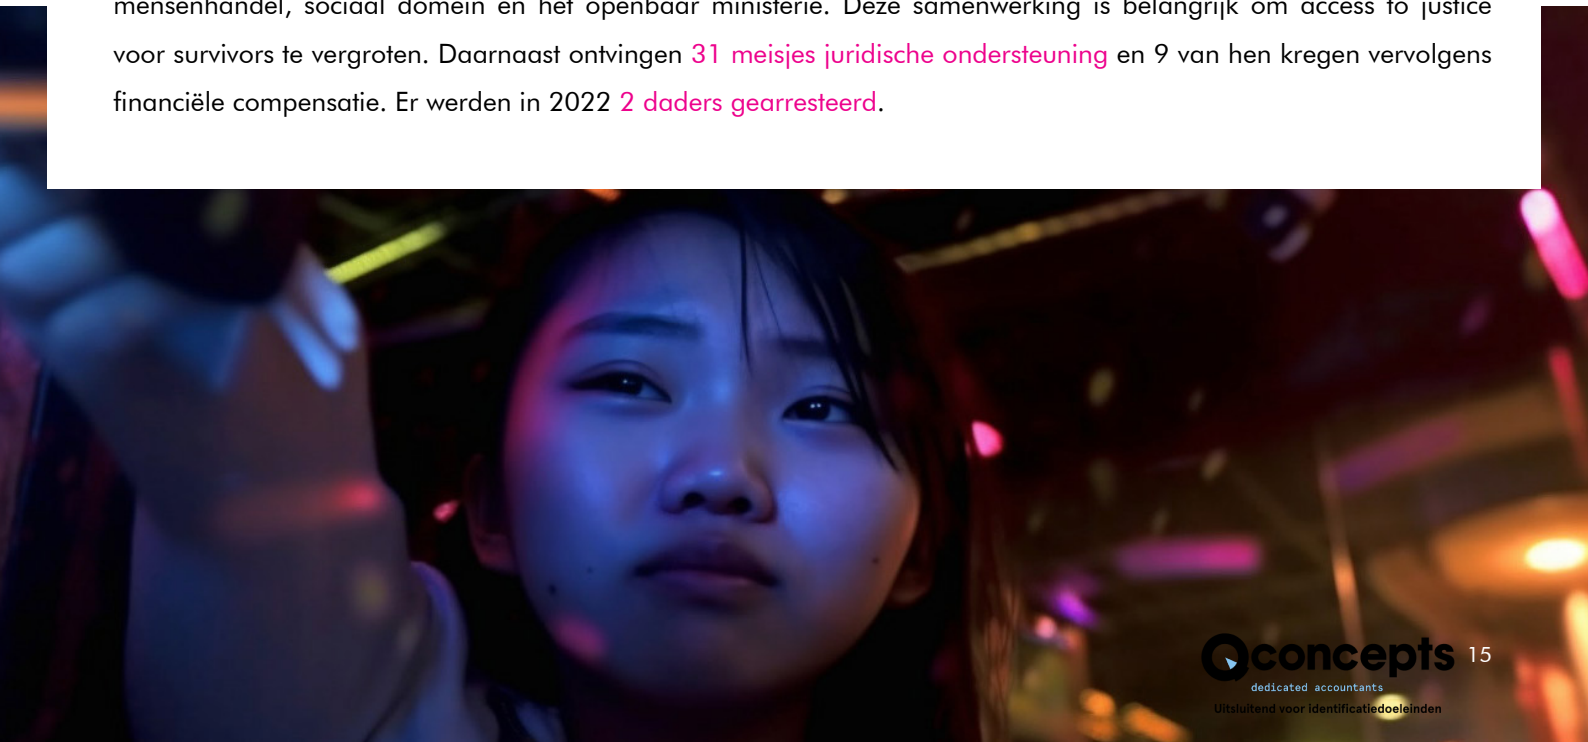 mensenhandel, sociaal domein en het openbaar ministerie. Deze samenwerking is belangrijk om access to justice
voor survivors te vergroten. Daarnaast ontvingen 31 meisjes juridische ondersteuning en 9 van hen kregen vervolgens
financiële compensatie. Er werden in 2022 2 daders gearresteerd.
Qconcepts
15
dedicated accountants
Uitsluitend voor identificatiedoeleinden